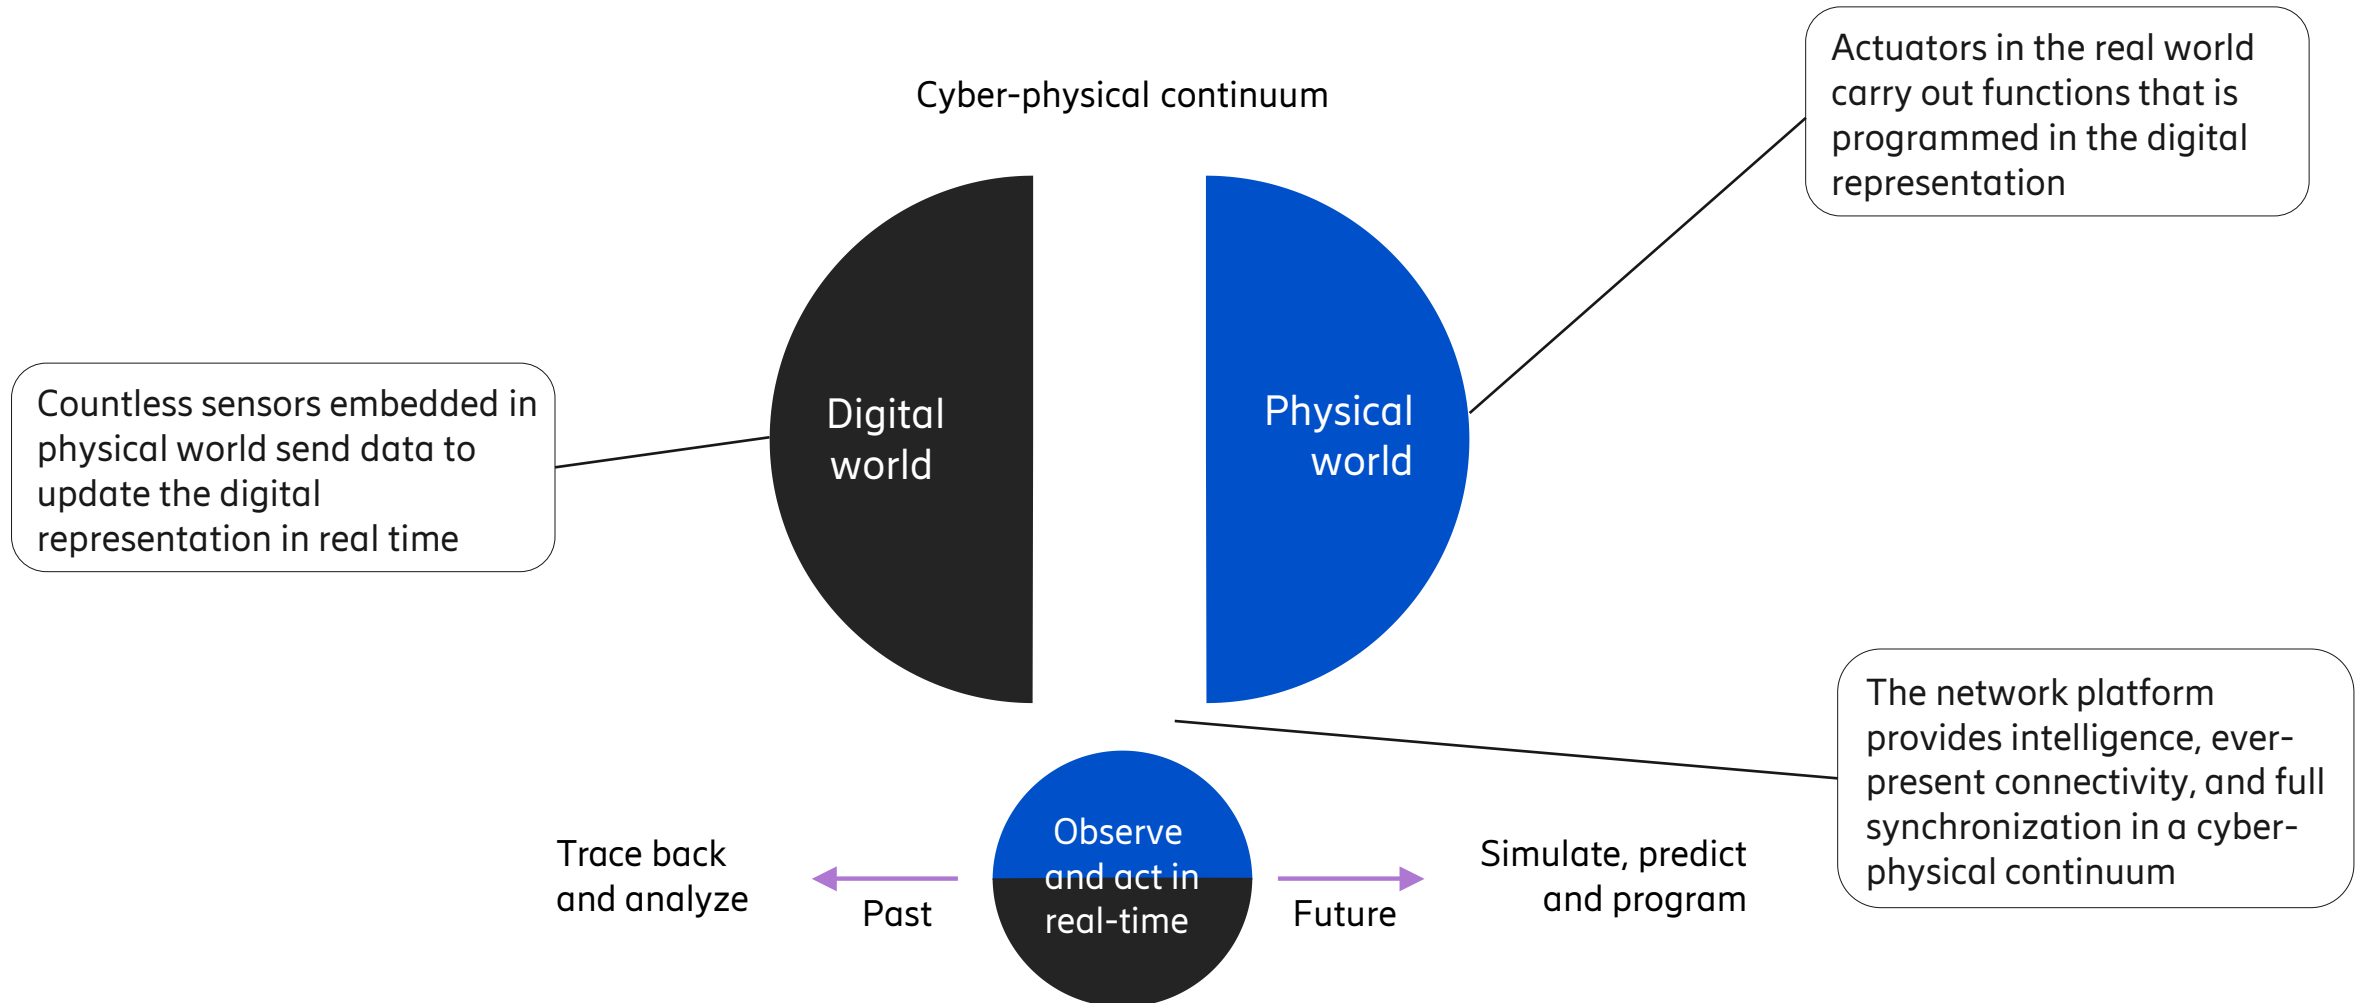 Cyber-physical continuum
Actuators in the real world
carry out functions that is
programmed in the digital
representation
Countless sensors embedded in
physical world send data to
update the digital
representation in real time
Digital
world
Physical
world
The network platform
provides intelligence, ever-
present connectivity, and full
synchronization in a cyber-
physical continuum
Trace back
and analyze
Past
Observe
and act in
real-time
Future
Simulate, predict
and program